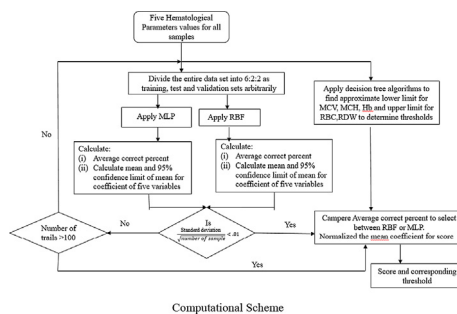 Five Hematological
Parameters values for all
samples
Divide the entire data set into 6:2:2 as
training, test and validation sets arbitrarily
Apply MLP
Apply RBF
Apply decision tree algorithms to
find approximate lower limit for
MCV, MCH, Hb and upper limit for
RBC,RDW to determine thresholds
No
Calculate:
(i) Average correct percent
(ii) Calculate mean and 95%
confidence limit of mean for
coefficient of five variables
Calculate:
(i) Average correct percent
(ii) Calculate mean and 95%
confidence limit of mean for
coefficient of five variables
Number of
trails >100
No
Is
Standard deviation
√number of sample
< .01
Yes
Campere Average correct percent to select
between RBF or MLP.
Normalized the mean coefficient for score
Yes
Score and corresponding
threshold
Computational Scheme